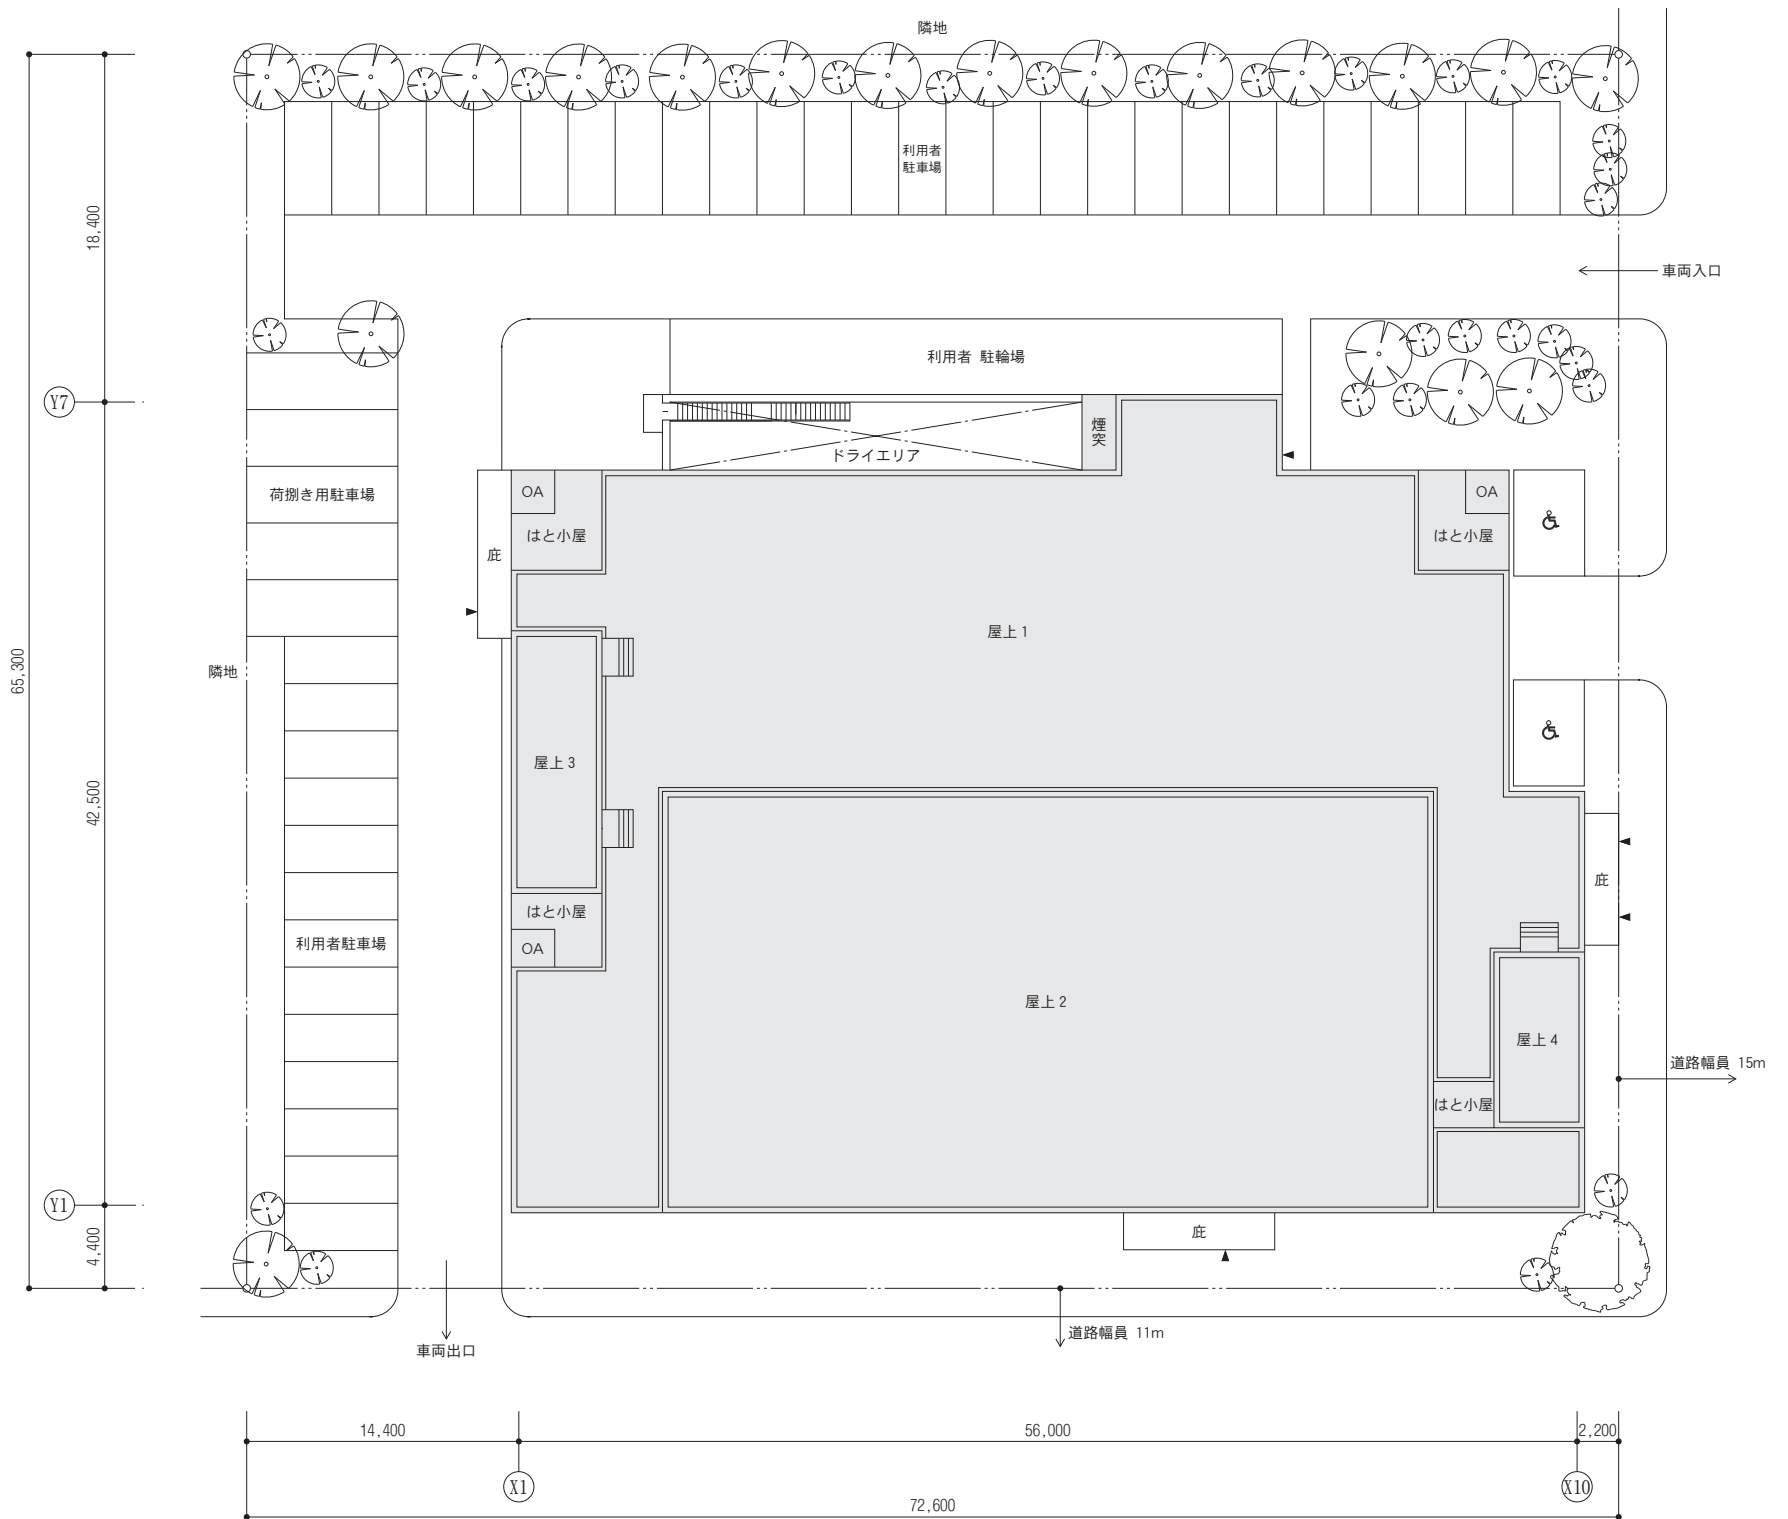 隣地
利用者
駐車場
18,400
車両入口
利用者 駐輪場
Y7
煙突
ドライエリア
OA
OA
荷捌き用駐車場
はと小屋
はと小屋
庇
屋上 1
65,300
隣地
屋上 3
42,500
庇
はと小屋
利用者駐車場
OA
屋上 2
屋上 4
道路幅員 15m
はと小屋
Y1
庇
4,400
道路幅員 11m
車両出口
14,400
56,000
2,200
X1
X10
72,600